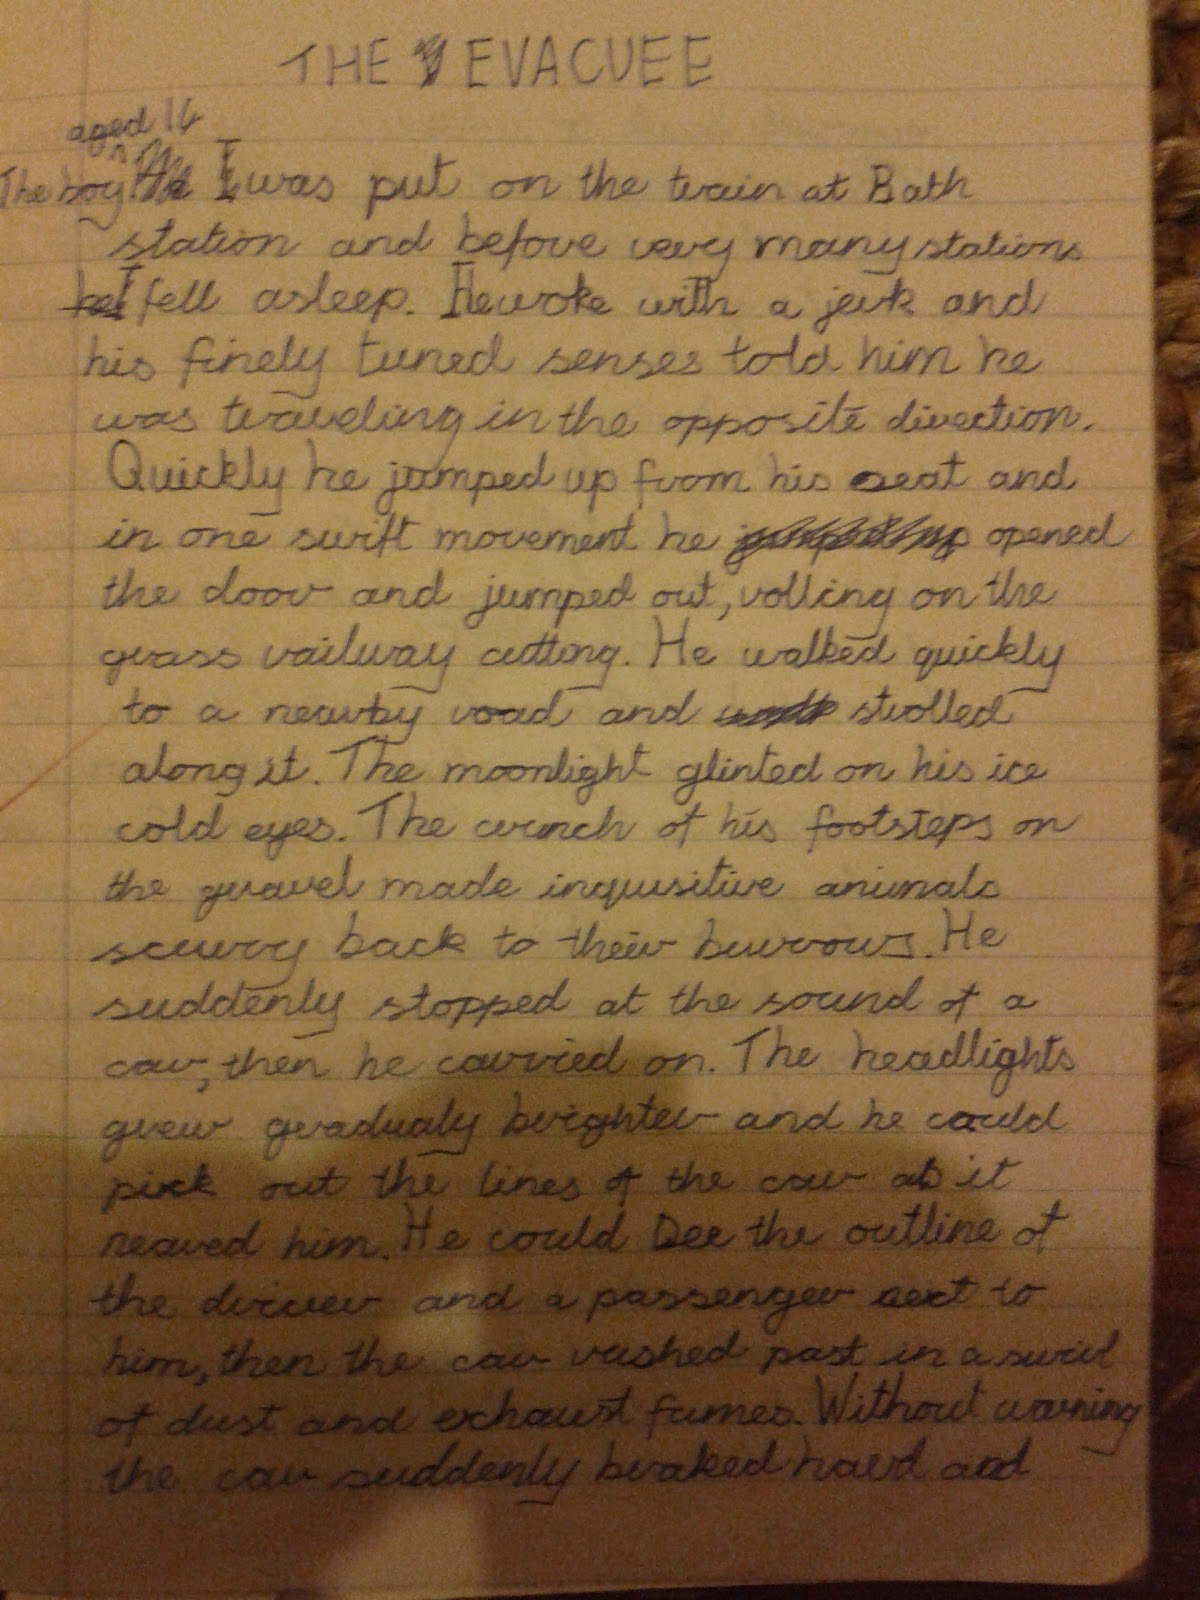 THE EVACUEE
aged 14
The boy I was put on the train at Bath
station and before very many stations
he I fell asleep. He woke with a jerk and
his finely tuned senses told him he
was traveling in the opposite direction.
Quickly he jumped up from his seat and
in one swift movement he opened
the door and jumped out, rolling on the
grass railway cutting. He walked quickly
to a nearby road and strolled
along it. The moonlight glinted on his ice
cold eyes. The crunch of his footsteps on
the gravel made inqusitive animals
scurry back to their burrows. He
suddenly stopped at the sound of a
car, then he carried on. The headlights
grew gradualy brighter and he could
pick out the lines of the car as it
neared him. He could see the outline of
the driver and a passenger next to
him, then the car rushed past in a swirl
of dust and exhaust fumes. Without warning
the car suddenly braked hard and